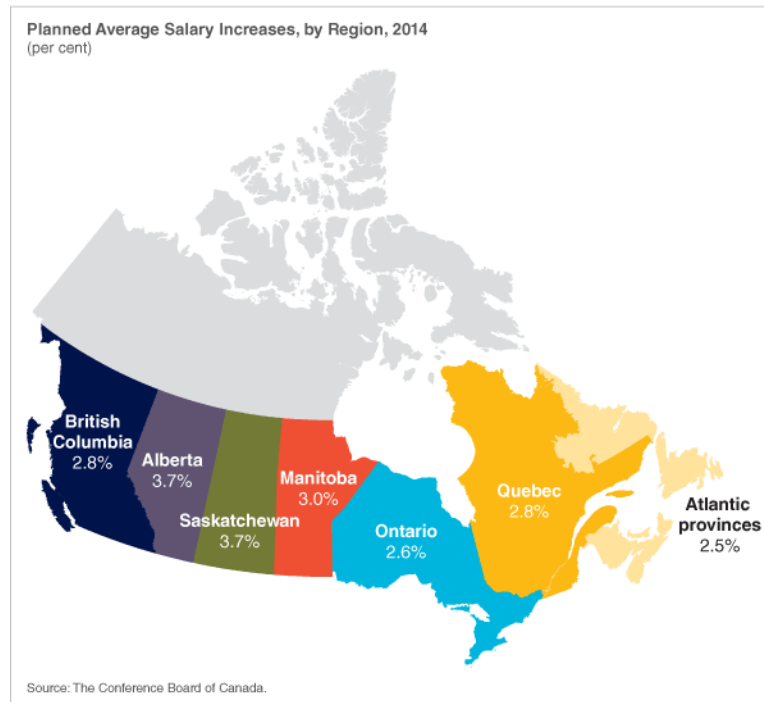 Planned Average Salary Increases, by Region, 2014
(per cent)
British
Columbia
2.8%
Alberta
3.7%
Saskatchewan
3.7%
Manitoba
3.0%
Ontario
2.6%
Quebec
2.8%
Atlantic
provinces
2.5%
Source: The Conference Board of Canada.